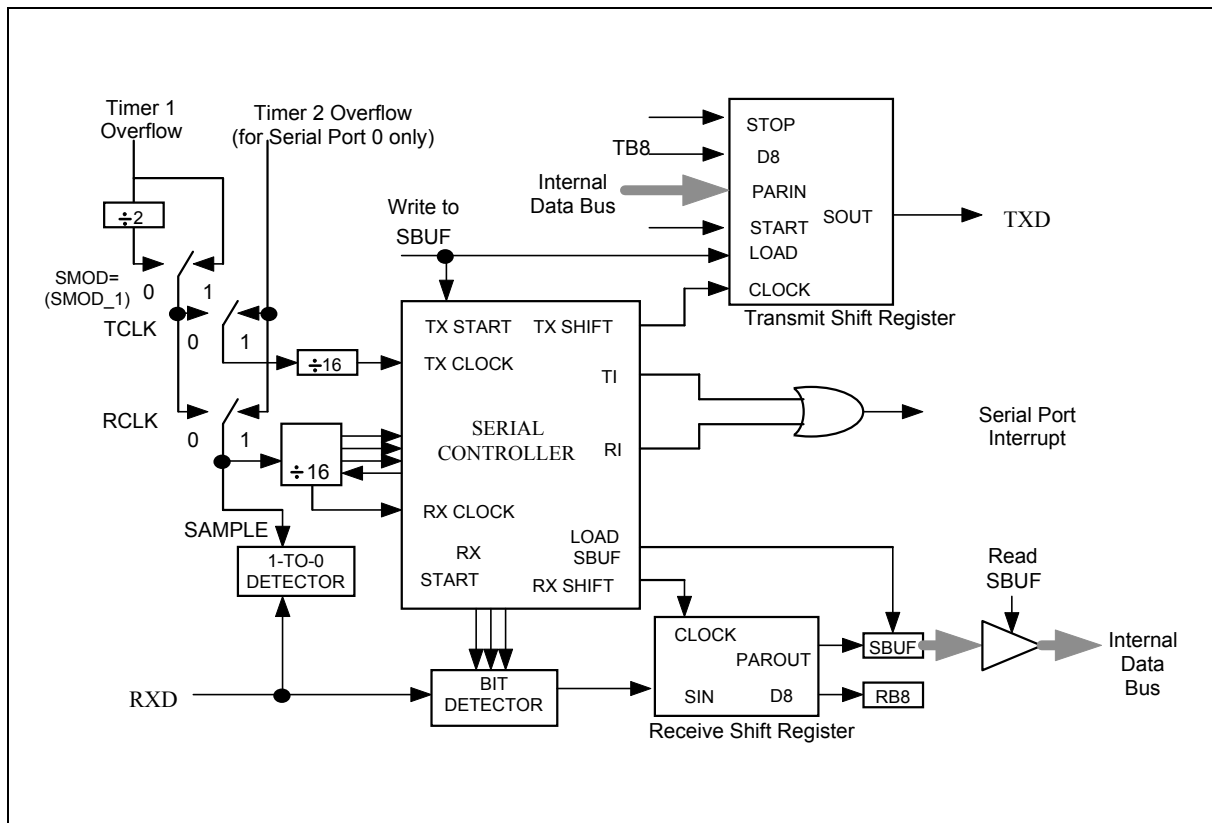 Timer 1
Overflow
Timer 2 Overflow
(for Serial Port 0 only)
÷2
SMOD=
(SMOD_1)
0
1
TCLK
0
1
÷16
RCLK
0
1
÷16
SAMPLE
1-TO-0
DETECTOR
RXD
BIT
DETECTOR
Write to
SBUF
TX START
TX SHIFT
TX CLOCK
TI
SERIAL
CONTROLLER
RI
RX CLOCK
LOAD
SBUF
RX
START
RX SHIFT
TB8
Internal
Data Bus
STOP
D8
PARIN
START
SOUT
LOAD
CLOCK
Transmit Shift Register
TXD
Serial Port
Interrupt
CLOCK
PAROUT
SIN
D8
Receive Shift Register
SBUF
RB8
Read
SBUF
Internal
Data
Bus